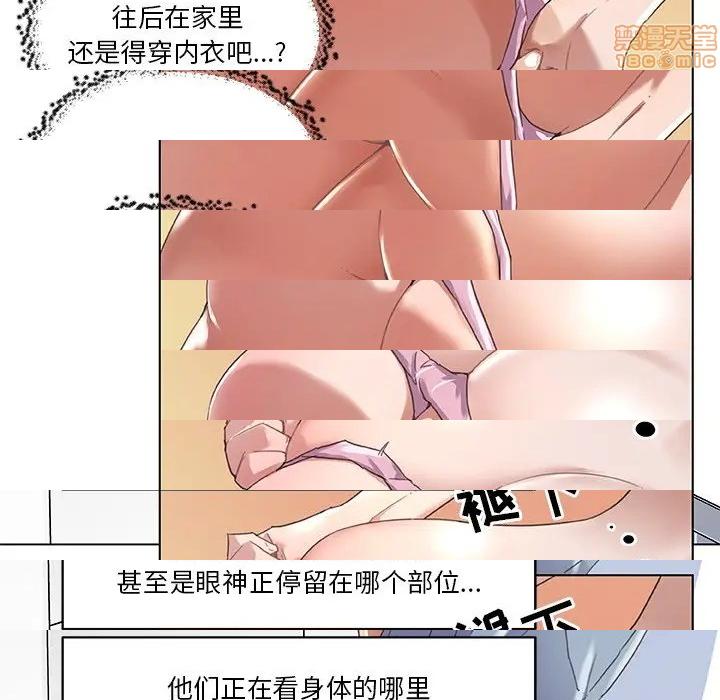 往后在家里
还是得穿内衣吧...?
禁漫天堂
18COMIC
褪下
甚至是眼神正停留在哪个部位...
他们正在看身体的哪里